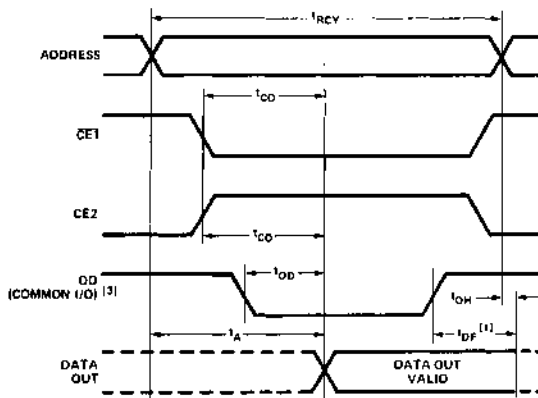 tRCY
ADDRESS
tCO
CE1
CE2
tCO
OD
(COMMON I/O) [3]
tOD
tOH
tA
tDF [1]
DATA
OUT
DATA OUT
VALID